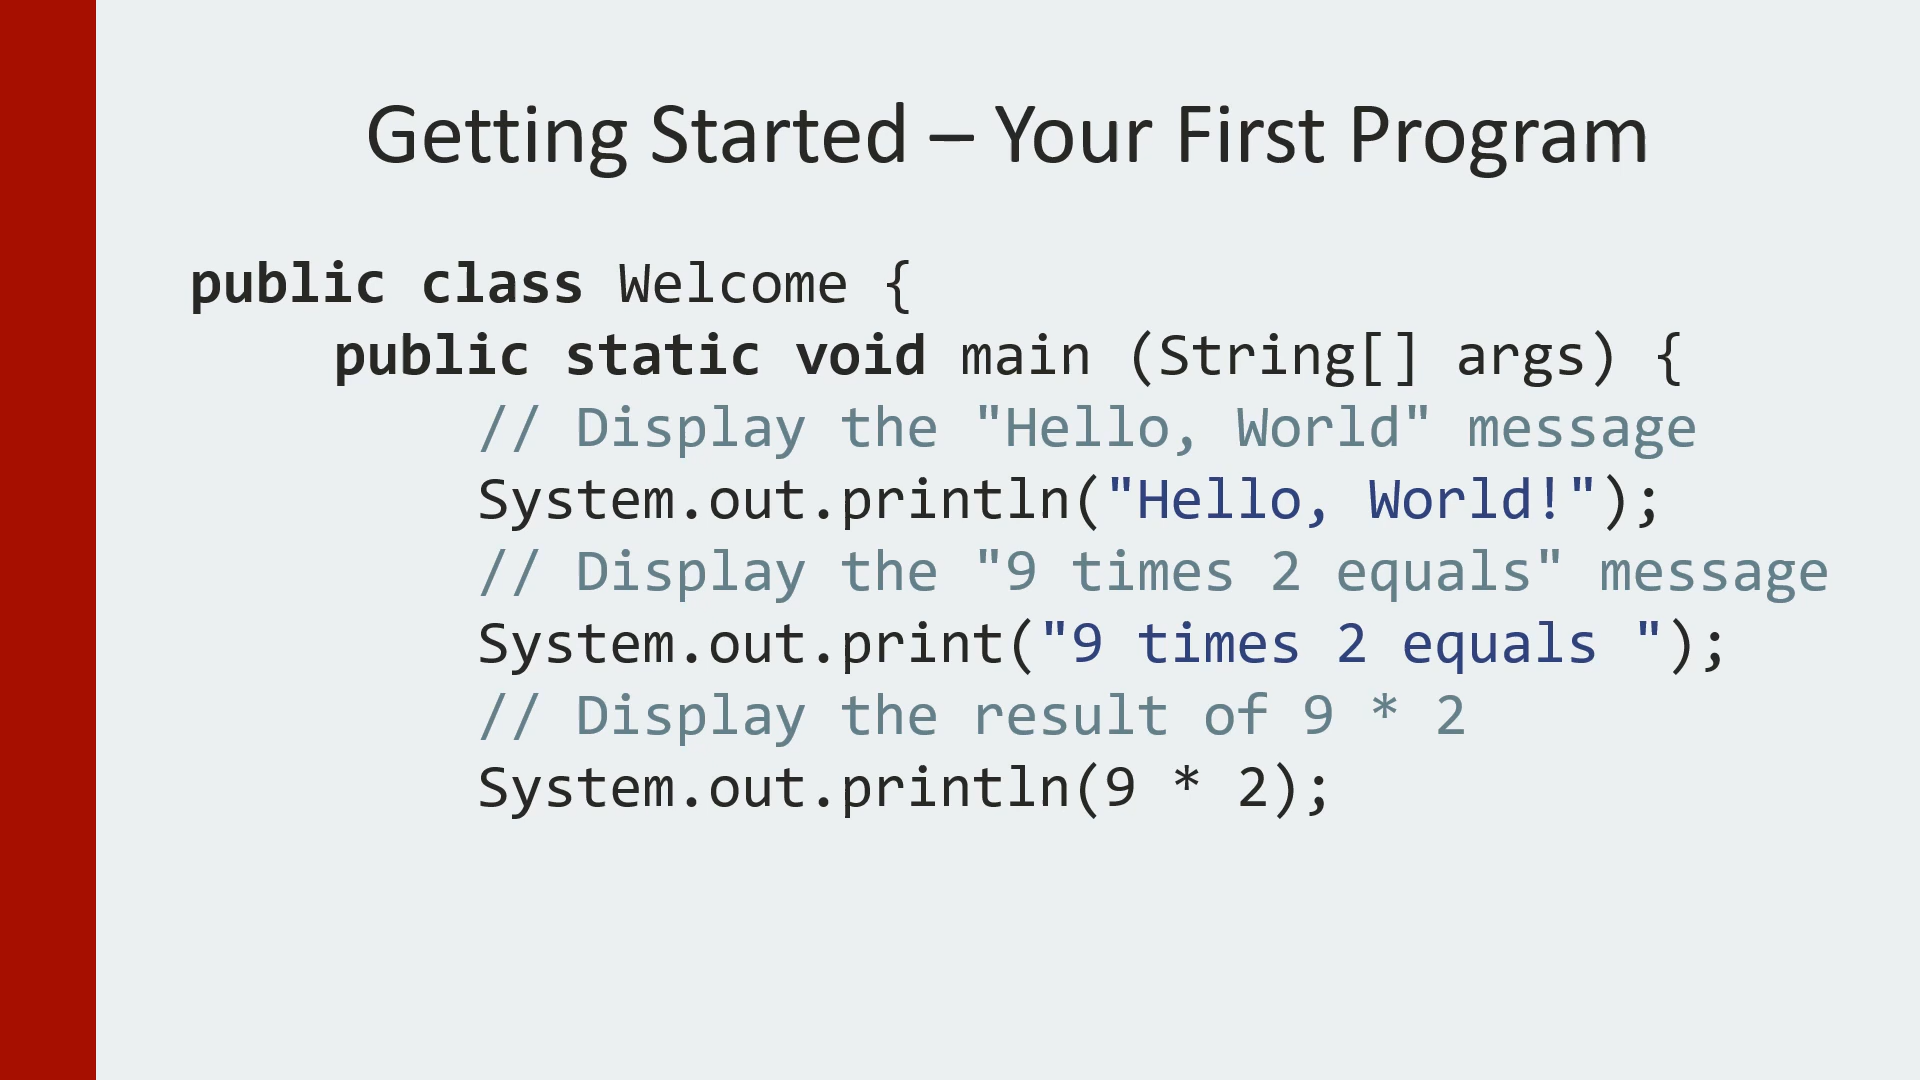 Getting Started – Your First Program
public class Welcome {
public static void main (String[] args) {
// Display the "Hello, World" message
System.out.println("Hello, World!");
// Display the "9 times 2 equals" message
System.out.print("9 times 2 equals ");
// Display the result of 9 * 2
System.out.println(9 * 2);